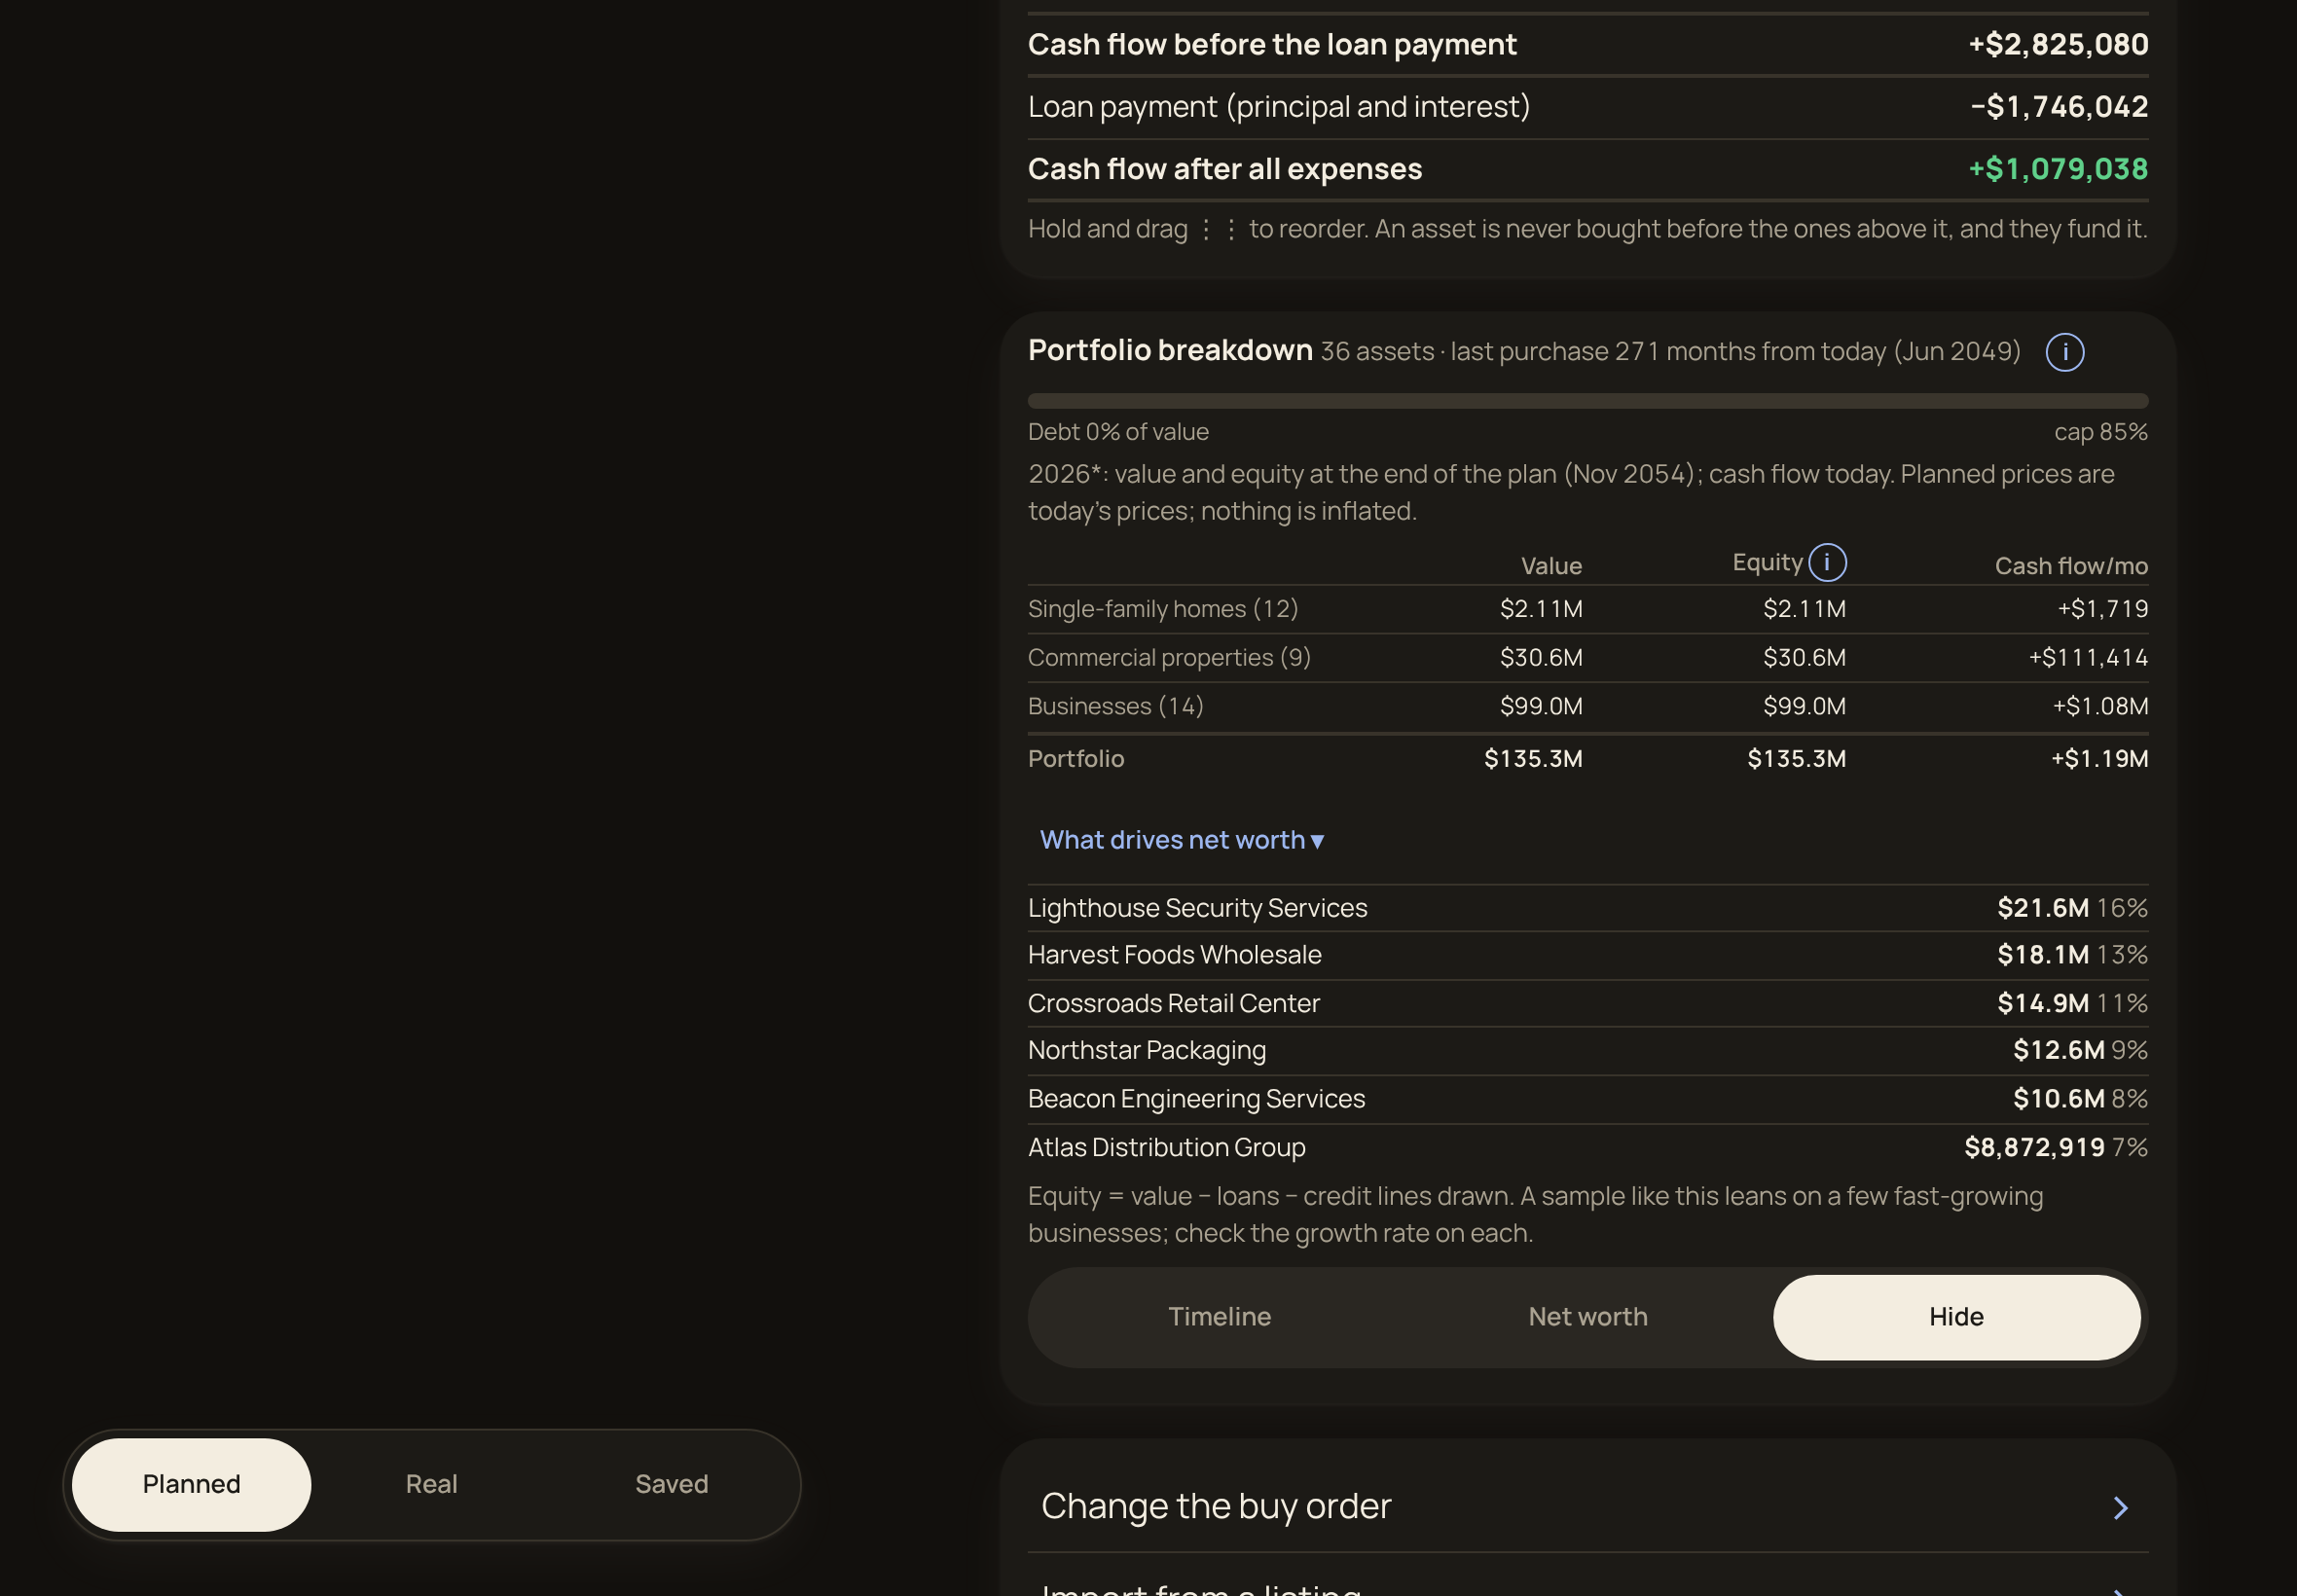 Cash flow before the loan payment +$2,825,080
Loan payment (principal and interest) −$1,746,042
Cash flow after all expenses +$1,079,038
Hold and drag ⋮⋮ to reorder. An asset is never bought before the ones above it, and they fund it.
Portfolio breakdown 36 assets · last purchase 271 months from today (Jun 2049) i
Debt 0% of value cap 85%
2026*: value and equity at the end of the plan (Nov 2054); cash flow today. Planned prices are
today's prices; nothing is inflated.
Value Equity i Cash flow/mo
Single-family homes (12) $2.11M $2.11M +$1,719
Commercial properties (9) $30.6M $30.6M +$111,414
Businesses (14) $99.0M $99.0M +$1.08M
Portfolio $135.3M $135.3M +$1.19M
What drives net worth ▾
Lighthouse Security Services $21.6M 16%
Harvest Foods Wholesale $18.1M 13%
Crossroads Retail Center $14.9M 11%
Northstar Packaging $12.6M 9%
Beacon Engineering Services $10.6M 8%
Atlas Distribution Group $8,872,919 7%
Equity = value − loans − credit lines drawn. A sample like this leans on a few fast-growing
businesses; check the growth rate on each.
Timeline Net worth Hide
Planned Real Saved
Change the buy order
Import from a listing